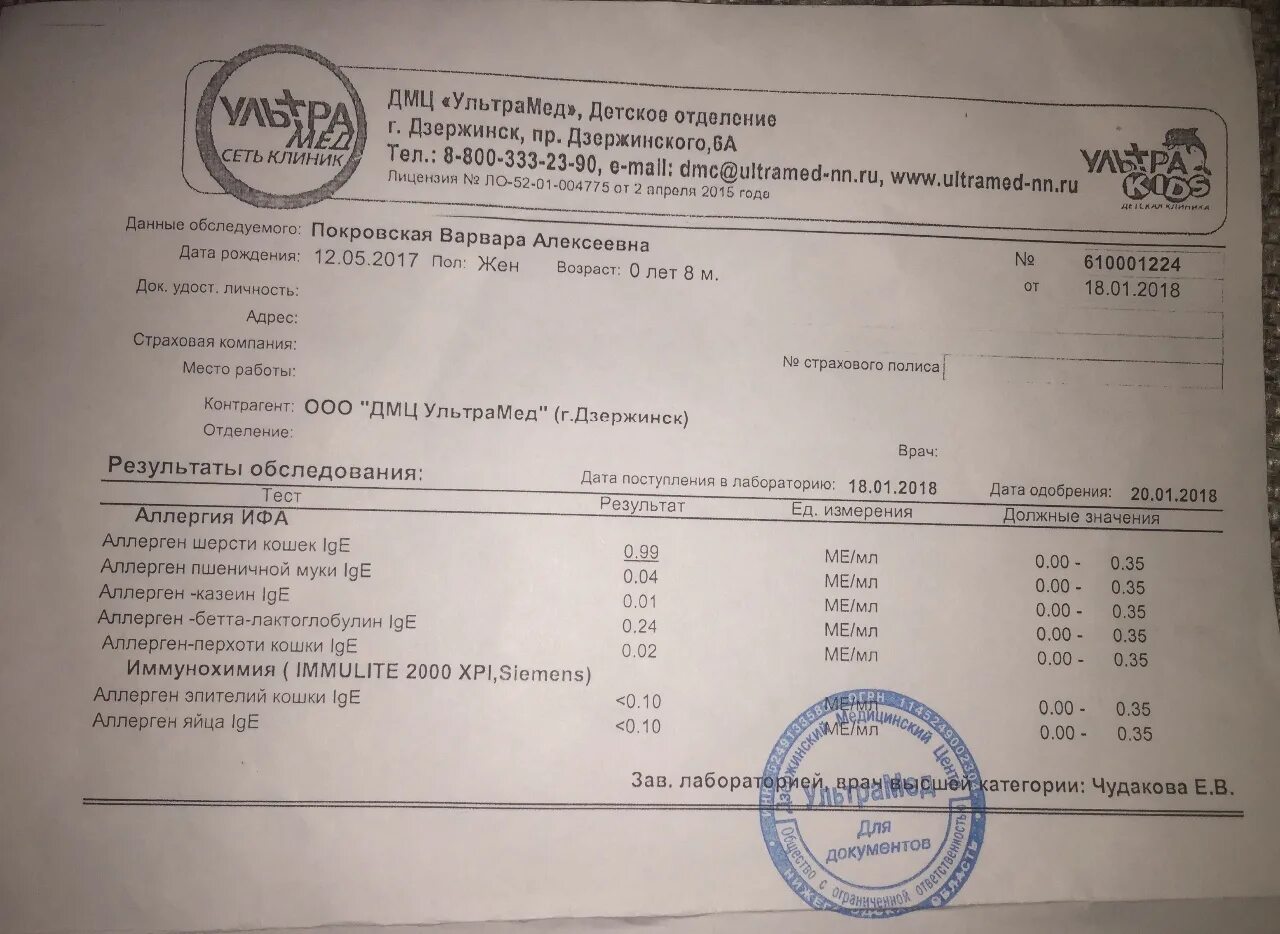 УЛЬТРА
МЕД
СЕТЬ КЛИНИК
ДМЦ «УльтраМед», Детское отделение
г. Дзержинск, пр. Дзержинского,6А
Тел.: 8-800-333-23-90, e-mail: dmc@ultramed-nn.ru, www.ultramed-nn.ru
Лицензия № ЛО-52-01-004775 от 2 апреля 2015 года
УЛЬТРА
KIDS
ДЕТСКАЯ КЛИНИКА
Данные обследуемого: Покровская Варвара Алексеевна
Дата рождения: 12.05.2017 Пол: Жен Возраст: 0 лет 8 м.
№ 610001224
от 18.01.2018
Док. удост. личность:
Адрес:
Страховая компания:
Место работы:
№ страхового полиса
Контрагент: ООО "ДМЦ УльтраМед" (г.Дзержинск)
Отделение:
Врач:
Результаты обследования: Дата поступления в лабораторию: 18.01.2018 Дата одобрения: 20.01.2018
Тест Результат Ед. измерения Должные значения
Аллергия ИФА
Аллерген шерсти кошек IgE 0.99 МЕ/мл 0.00 - 0.35
Аллерген пшеничной муки IgE 0.04 МЕ/мл 0.00 - 0.35
Аллерген -казеин IgE 0.01 МЕ/мл 0.00 - 0.35
Аллерген -бетта-лактоглобулин IgE 0.24 МЕ/мл 0.00 - 0.35
Аллерген-перхоти кошки IgE 0.02 МЕ/мл 0.00 - 0.35
Иммунохимия ( IMMULITE 2000 XPI,Siemens)
Аллерген эпителий кошки IgE <0.10 МЕ/мл 0.00 - 0.35
Аллерген яйца IgE <0.10 МЕ/мл 0.00 - 0.35
Зав. лабораторией, врач высшей категории: Чудакова Е.В.
Дзержинский Медицинский Центр
УльтраМед
Для
документов
Общество с ограниченной ответственностью